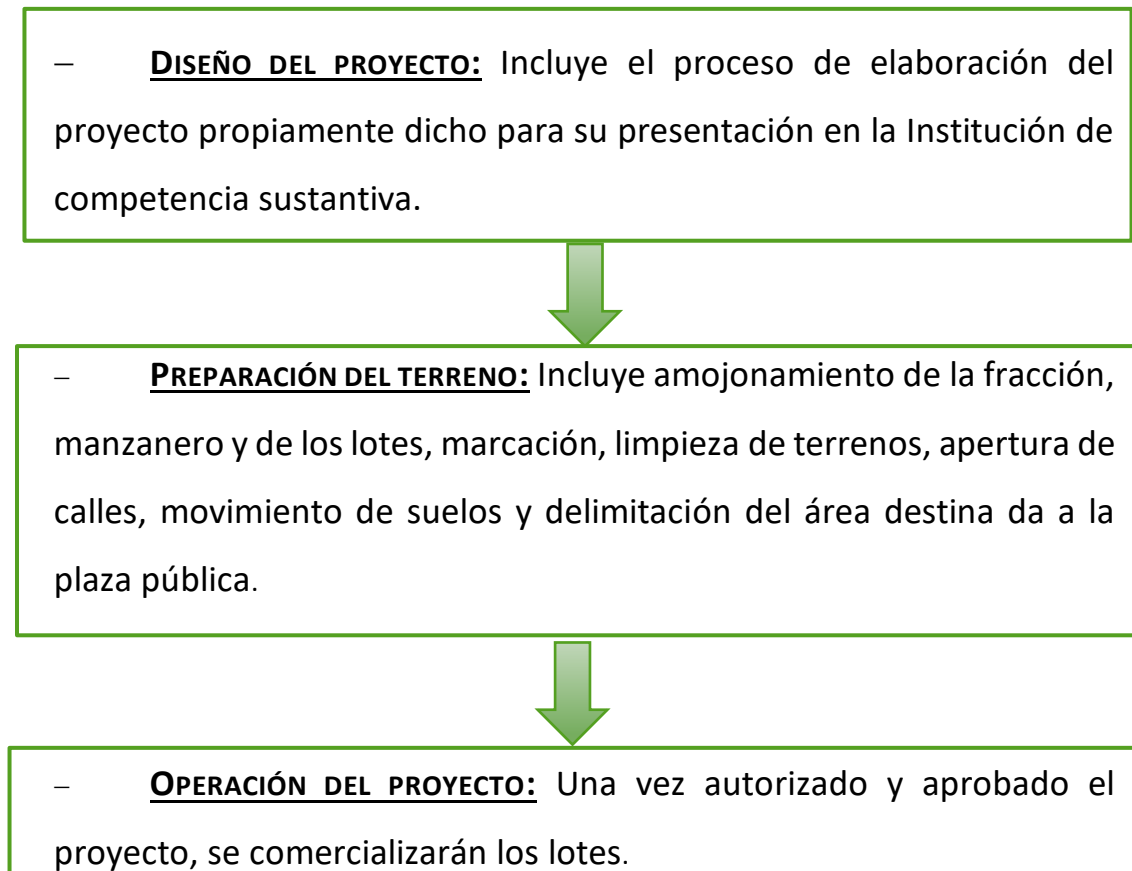 – DISEÑO DEL PROYECTO: Incluye el proceso de elaboración del
proyecto propiamente dicho para su presentación en la Institución de
competencia sustantiva.
– PREPARACIÓN DEL TERRENO: Incluye amojonamiento de la fracción,
manzanero y de los lotes, marcación, limpieza de terrenos, apertura de
calles, movimiento de suelos y delimitación del área destina da a la
plaza pública.
– OPERACIÓN DEL PROYECTO: Una vez autorizado y aprobado el
proyecto, se comercializarán los lotes.